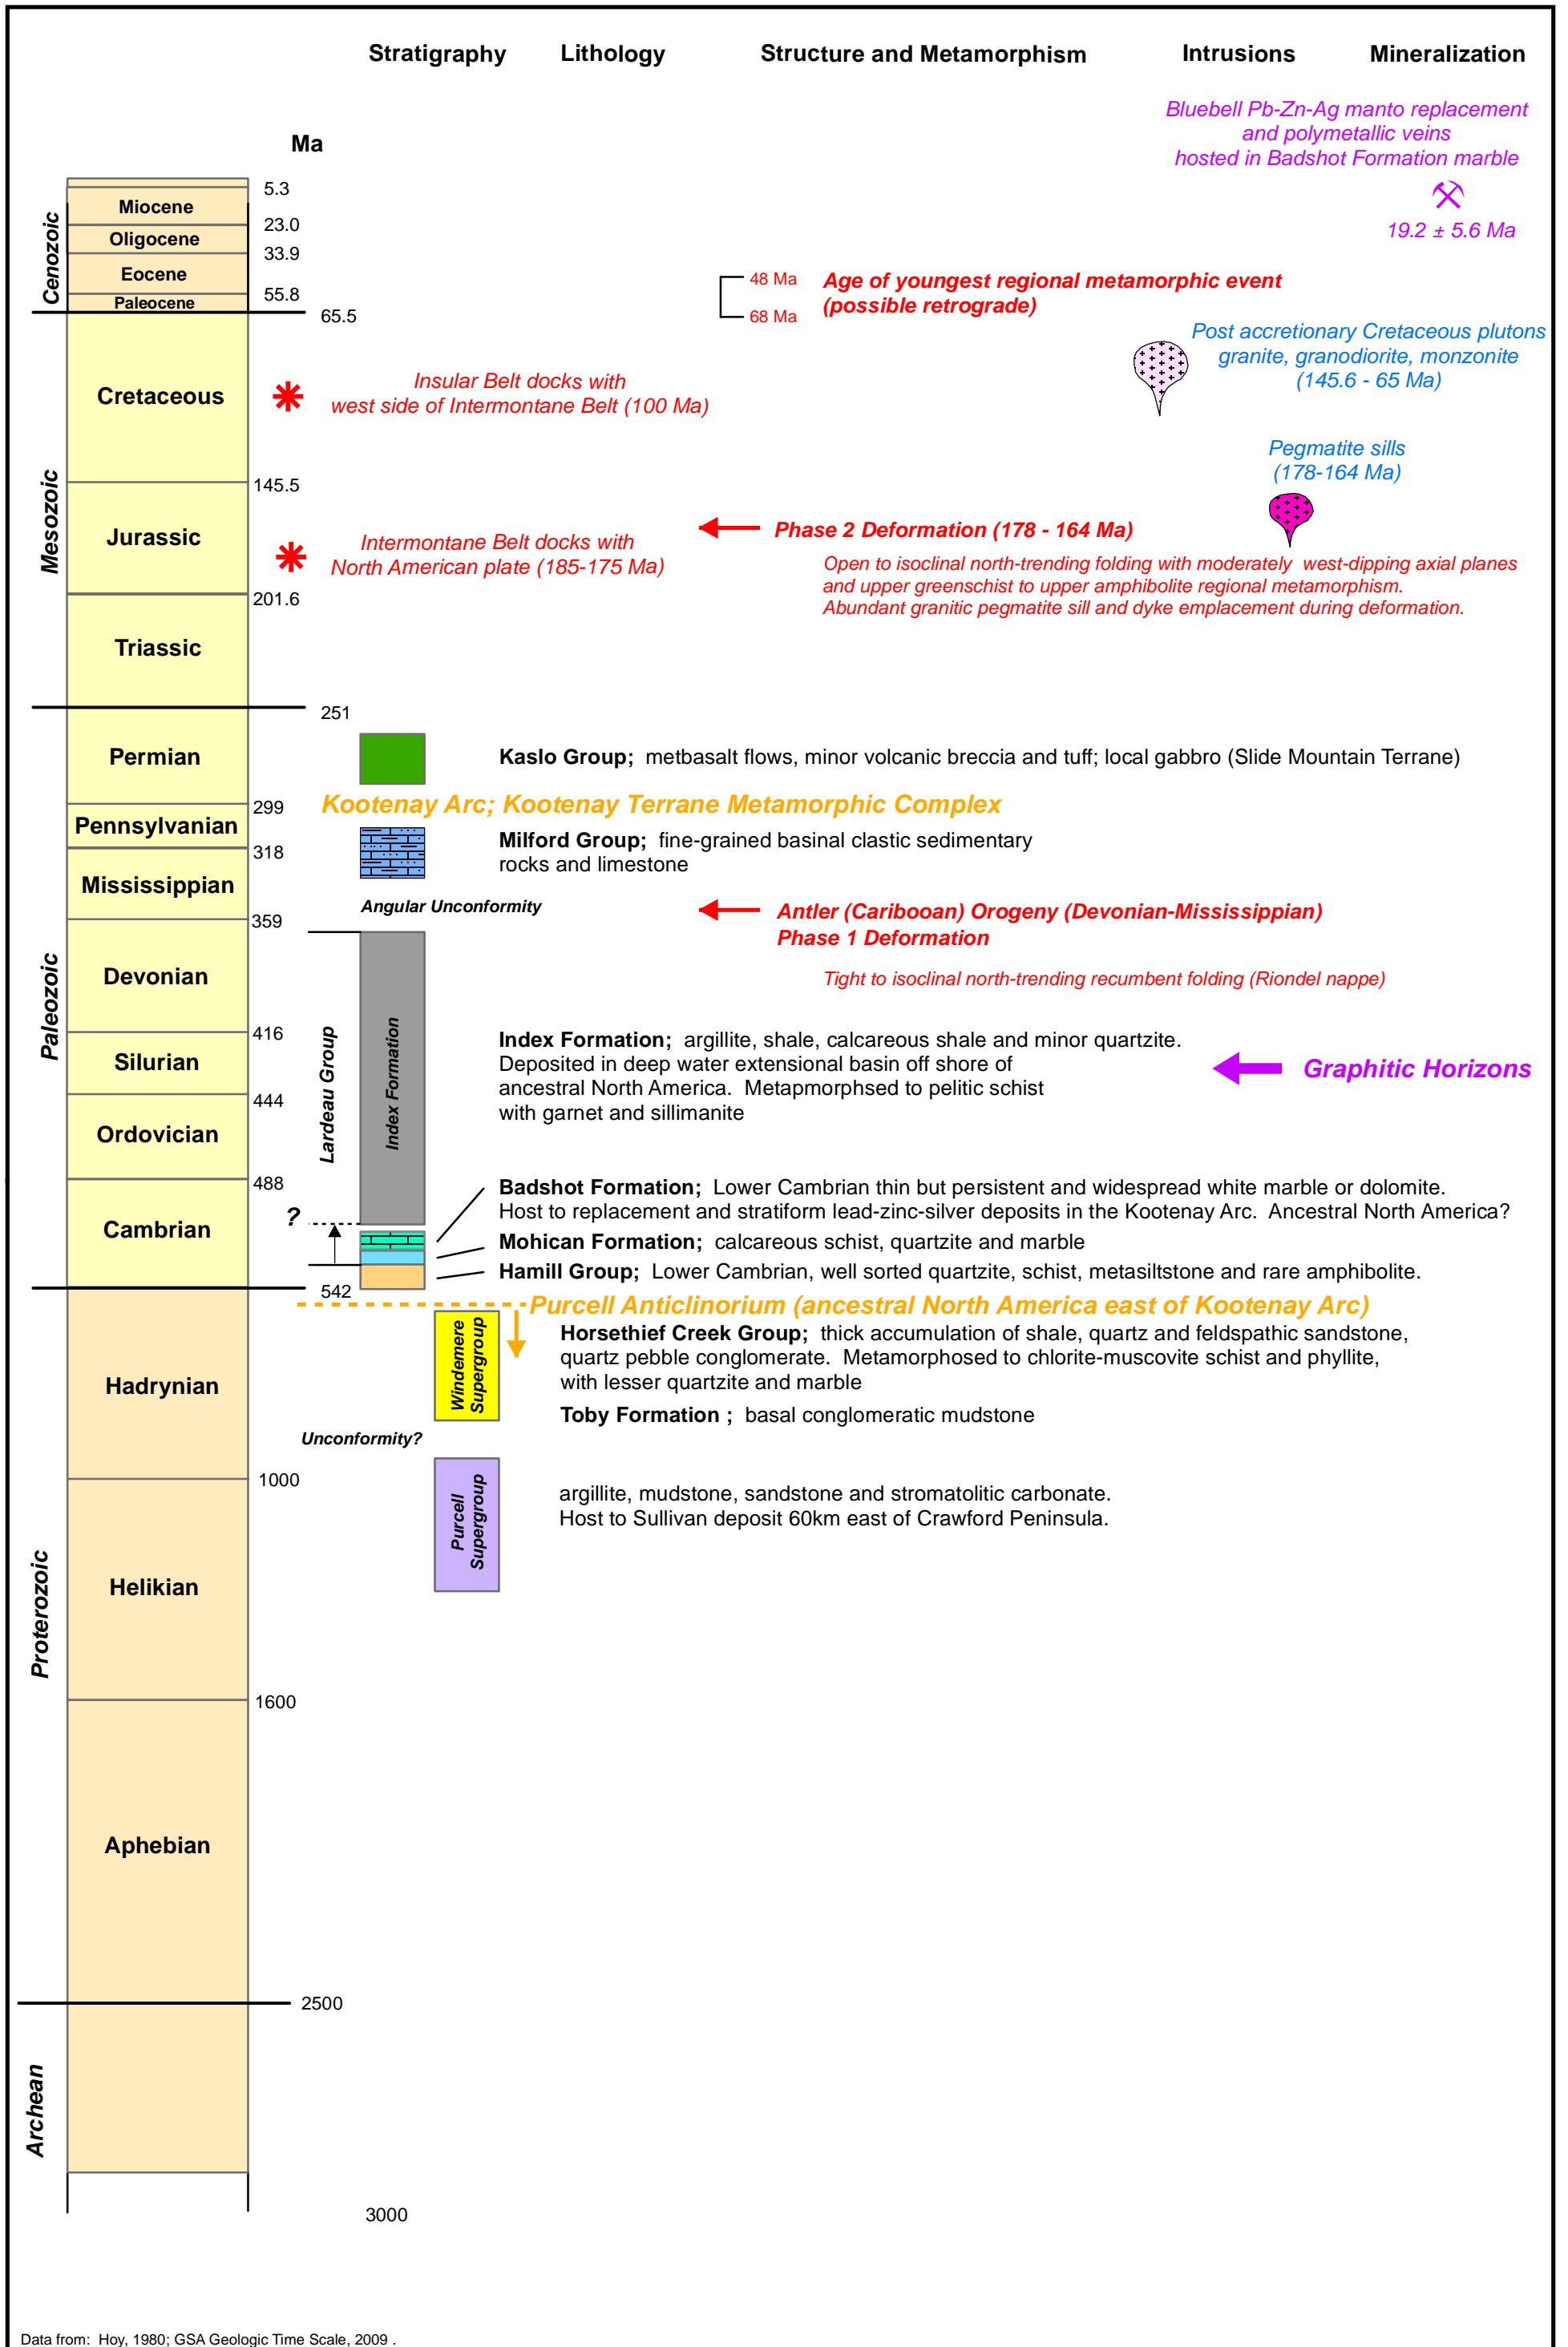 Stratigraphy Lithology Structure and Metamorphism Intrusions Mineralization
Bluebell Pb-Zn-Ag manto replacement
and polymetallic veins
hosted in Badshot Formation marble
Ma
5.3
Miocene
19.2 ± 5.6 Ma
23.0
Oligocene
Cenozoic
33.9
Eocene
48 Ma
Age of youngest regional metamorphic event
(possible retrograde)
55.8
Paleocene
65.5
68 Ma
Post accretionary Cretaceous plutons
granite, granodiorite, monzonite
(145.6 - 65 Ma)
Cretaceous
Insular Belt docks with
west side of Intermontane Belt (100 Ma)
Pegmatite sills
(178-164 Ma)
145.5
Mesozoic
Jurassic
Intermontane Belt docks with
North American plate (185-175 Ma)
Phase 2 Deformation (178 - 164 Ma)
Open to isoclinal north-trending folding with moderately west-dipping axial planes
and upper greenschist to upper amphibolite regional metamorphism.
Abundant granitic pegmatite sill and dyke emplacement during deformation.
201.6
Triassic
251
Permian
Kaslo Group; metbasalt flows, minor volcanic breccia and tuff; local gabbro (Slide Mountain Terrane)
299
Kootenay Arc; Kootenay Terrane Metamorphic Complex
Pennsylvanian
Milford Group; fine-grained basinal clastic sedimentary
rocks and limestone
318
Mississippian
Angular Unconformity
Antler (Caribooan) Orogeny (Devonian-Mississippian)
Phase 1 Deformation
359
Devonian
Tight to isoclinal north-trending recumbent folding (Riondel nappe)
Paleozoic
416
Silurian
Lardeau Group
Index Formation
Index Formation; argillite, shale, calcareous shale and minor quartzite.
Deposited in deep water extensional basin off shore of
ancestral North America. Metapmorphsed to pelitic schist
with garnet and sillimanite
Graphitic Horizons
444
Ordovician
488
Badshot Formation; Lower Cambrian thin but persistent and widespread white marble or dolomite.
Host to replacement and stratiform lead-zinc-silver deposits in the Kootenay Arc. Ancestral North America?
?
Cambrian
Mohican Formation; calcareous schist, quartzite and marble
Hamill Group; Lower Cambrian, well sorted quartzite, schist, metasiltstone and rare amphibolite.
542
Purcell Anticlinorium (ancestral North America east of Kootenay Arc)
Windemere
Supergroup
Horsethief Creek Group; thick accumulation of shale, quartz and feldspathic sandstone,
quartz pebble conglomerate. Metamorphosed to chlorite-muscovite schist and phyllite,
with lesser quartzite and marble
Hadrynian
Toby Formation ; basal conglomeratic mudstone
Unconformity?
1000
Purcell
Supergroup
argillite, mudstone, sandstone and stromatolitic carbonate.
Host to Sullivan deposit 60km east of Crawford Peninsula.
Helikian
Proterozoic
1600
Aphebian
2500
Archean
3000
Data from: Hoy, 1980; GSA Geologic Time Scale, 2009 .